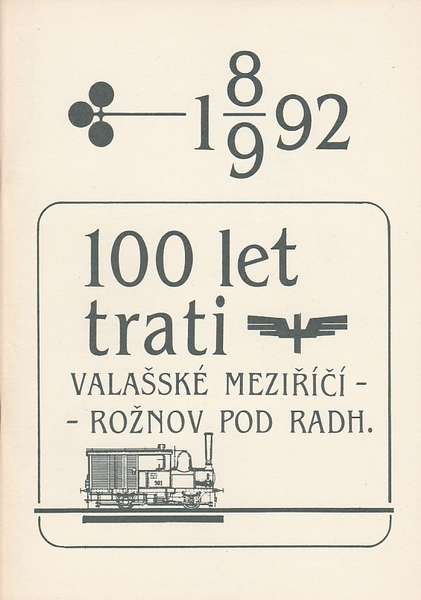 1 8/9 92
100 let
trati
VALAŠSKÉ MEZIŘÍČÍ -
- ROŽNOV POD RADH.